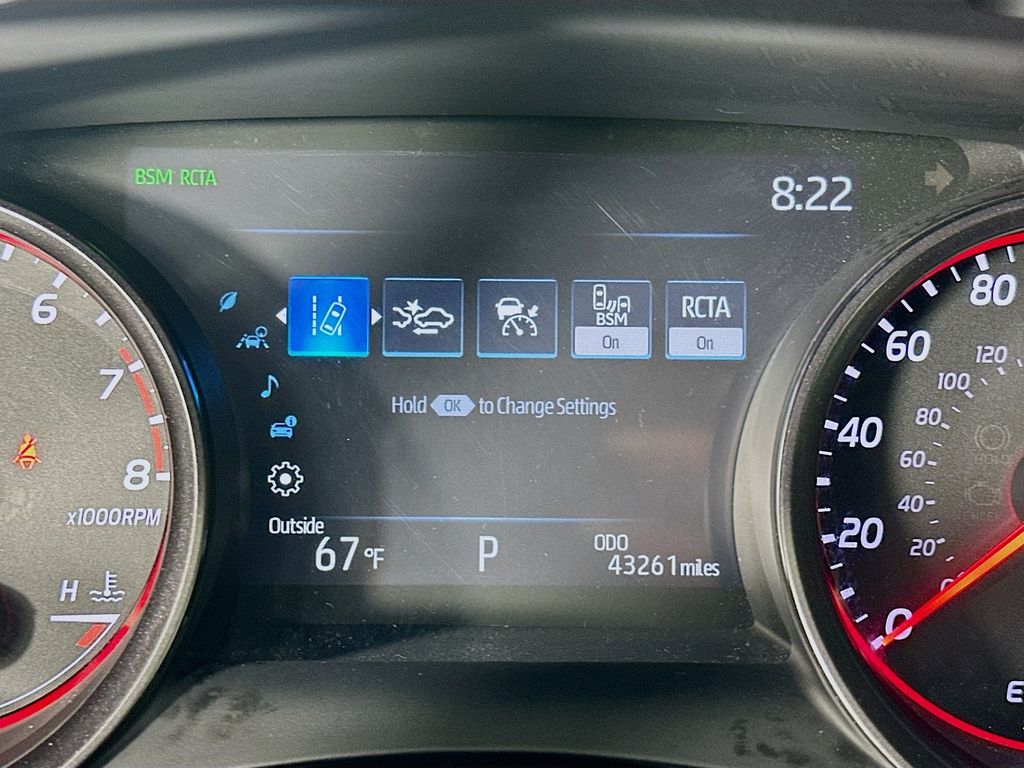 BSM RCTA
8:22
BSM
On
RCTA
On
Hold OK to Change Settings
Outside
67 °F
P
ODO
43261 miles
6
7
8
x1000RPM
H
80
60
40
20
0
120
100
80
60
40
20
HOLD
E